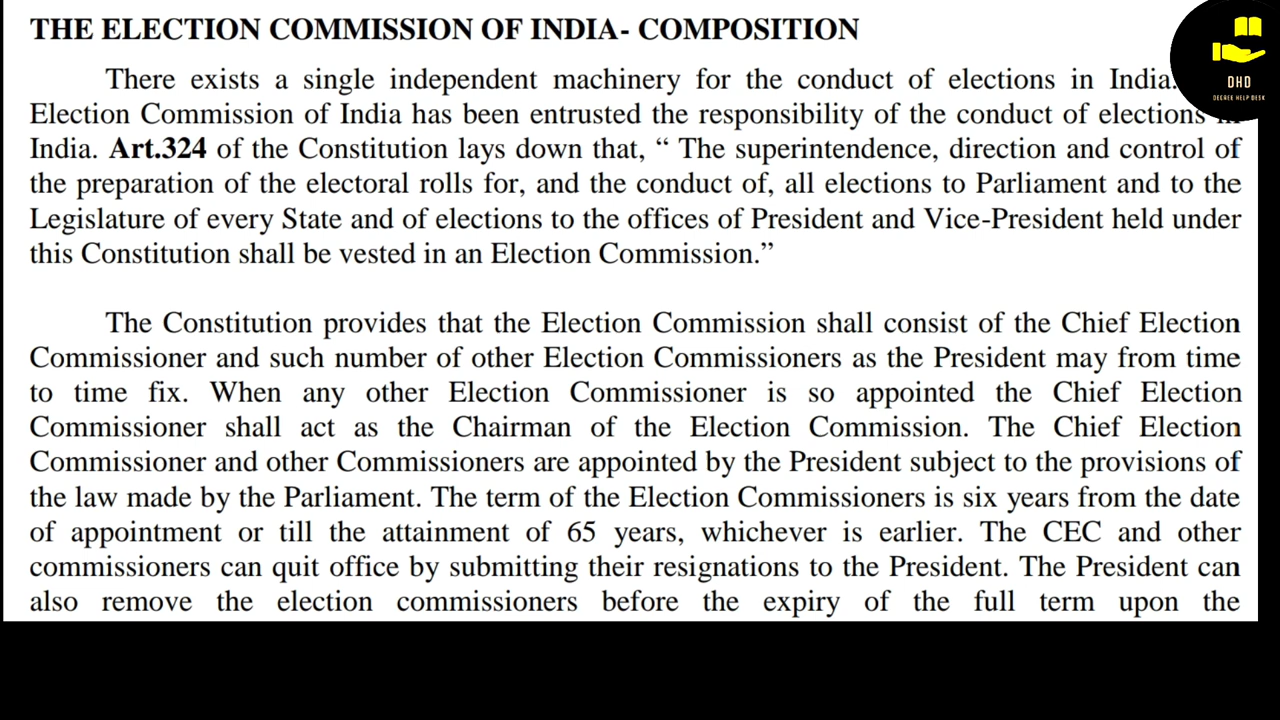 THE ELECTION COMMISSION OF INDIA- COMPOSITION
There exists a single independent machinery for the conduct of elections in India.
Election Commission of India has been entrusted the responsibility of the conduct of elections in
India. Art.324 of the Constitution lays down that, “ The superintendence, direction and control of
the preparation of the electoral rolls for, and the conduct of, all elections to Parliament and to the
Legislature of every State and of elections to the offices of President and Vice-President held under
this Constitution shall be vested in an Election Commission.”
The Constitution provides that the Election Commission shall consist of the Chief Election
Commissioner and such number of other Election Commissioners as the President may from time
to time fix. When any other Election Commissioner is so appointed the Chief Election
Commissioner shall act as the Chairman of the Election Commission. The Chief Election
Commissioner and other Commissioners are appointed by the President subject to the provisions of
the law made by the Parliament. The term of the Election Commissioners is six years from the date
of appointment or till the attainment of 65 years, whichever is earlier. The CEC and other
commissioners can quit office by submitting their resignations to the President. The President can
also remove the election commissioners before the expiry of the full term upon the
DHD
DEGREE HELP DESK